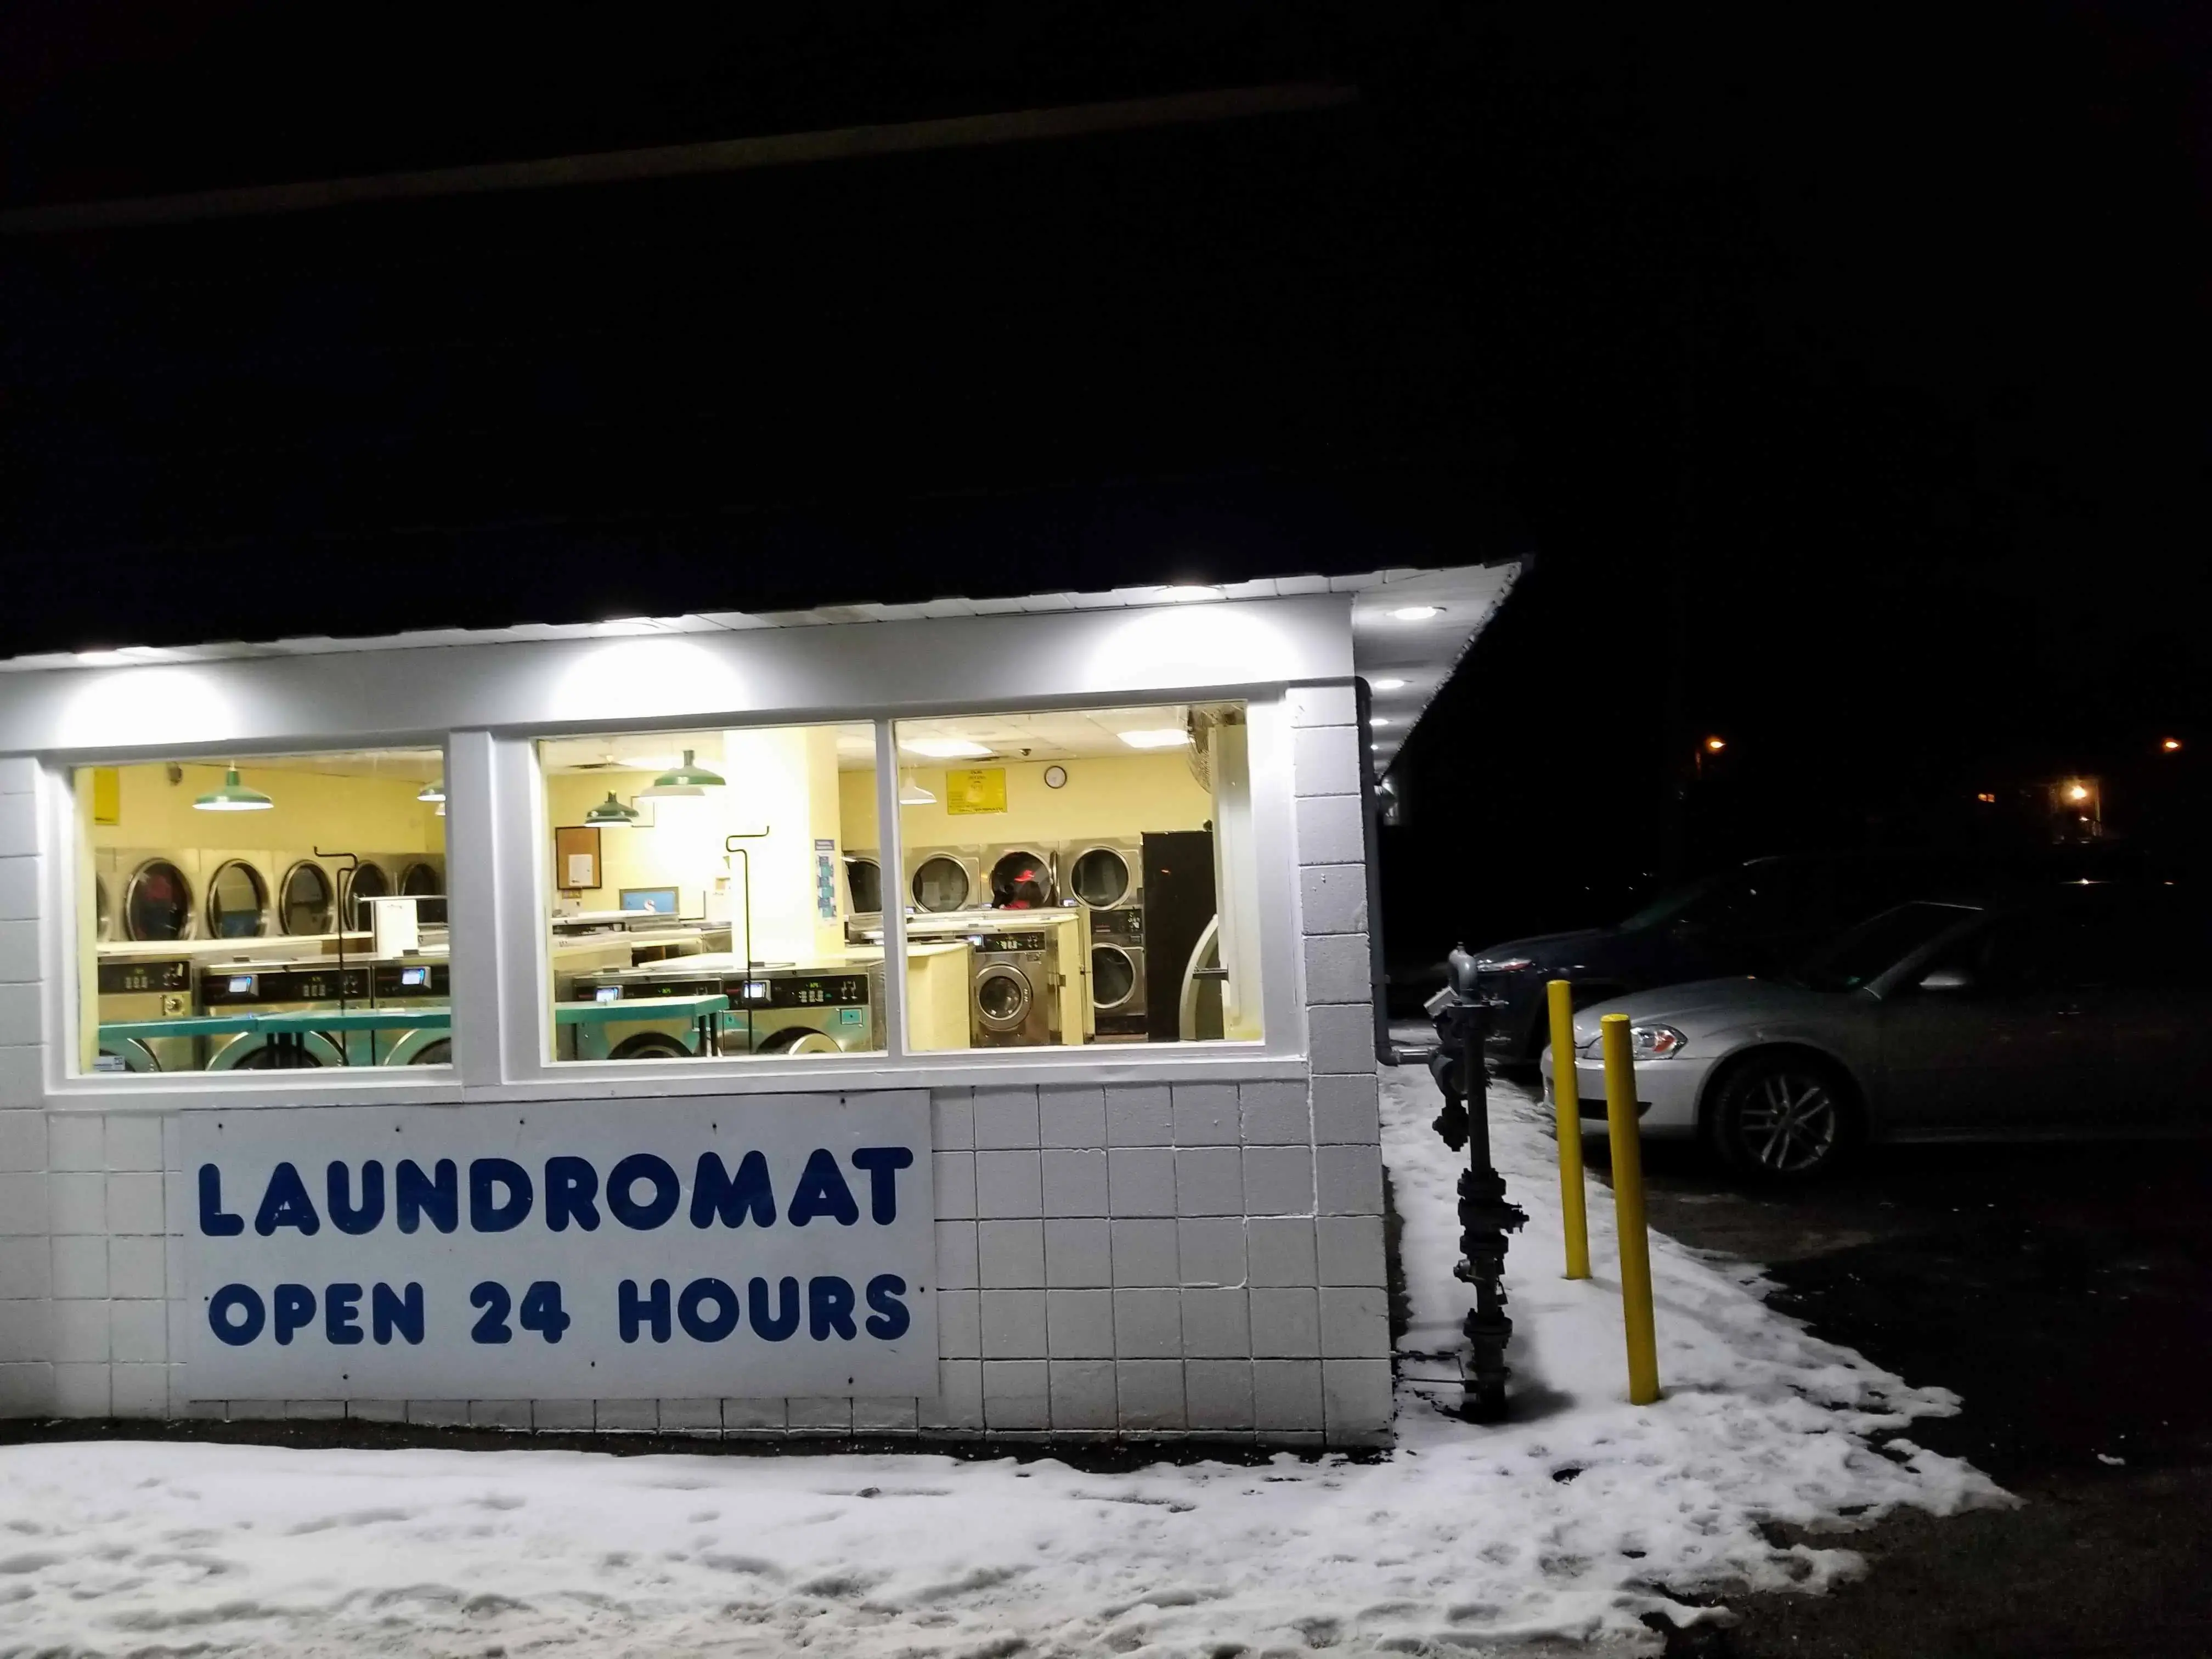 LAUNDROMAT
OPEN 24 HOURS